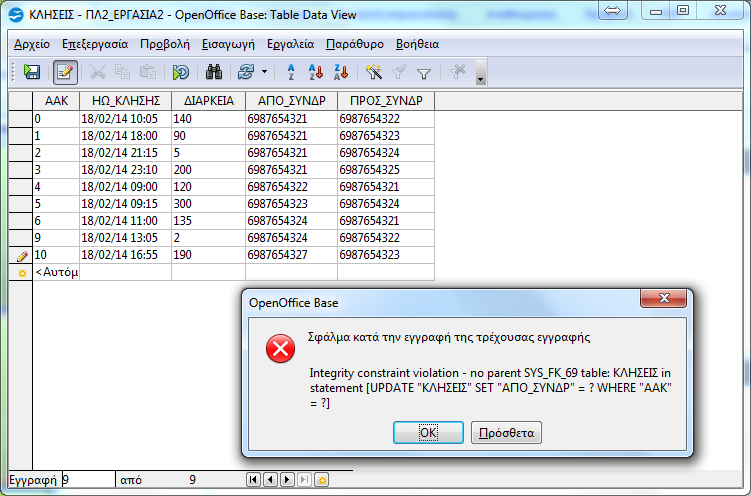 ΚΛΗΣΕΙΣ - ΠΛ2_ΕΡΓΑΣΙΑ2 - OpenOffice Base: Table Data View
Αρχείο Επεξεργασία Προβολή Εισαγωγή Εργαλεία Παράθυρο Βοήθεια
ΑΑΚ ΗΩ_ΚΛΗΣΗΣ ΔΙΑΡΚΕΙΑ ΑΠΟ_ΣΥΝΔΡ ΠΡΟΣ_ΣΥΝΔΡ
0 18/02/14 10:05 140 6987654321 6987654322
1 18/02/14 18:00 90 6987654321 6987654323
2 18/02/14 21:15 5 6987654321 6987654324
3 18/02/14 23:10 200 6987654321 6987654325
4 18/02/14 09:00 120 6987654322 6987654321
5 18/02/14 09:15 300 6987654323 6987654324
6 18/02/14 11:00 135 6987654324 6987654321
9 18/02/14 13:05 2 6987654324 6987654322
10 18/02/14 16:55 190 6987654327 6987654323
<Αυτόμ
OpenOffice Base
Σφάλμα κατά την εγγραφή της τρέχουσας εγγραφής
Integrity constraint violation - no parent SYS_FK_69 table: ΚΛΗΣΕΙΣ in
statement [UPDATE "ΚΛΗΣΕΙΣ" SET "ΑΠΟ_ΣΥΝΔΡ" = ? WHERE "ΑΑΚ"
= ?]
OK Πρόσθετα
Εγγραφή 9 από 9